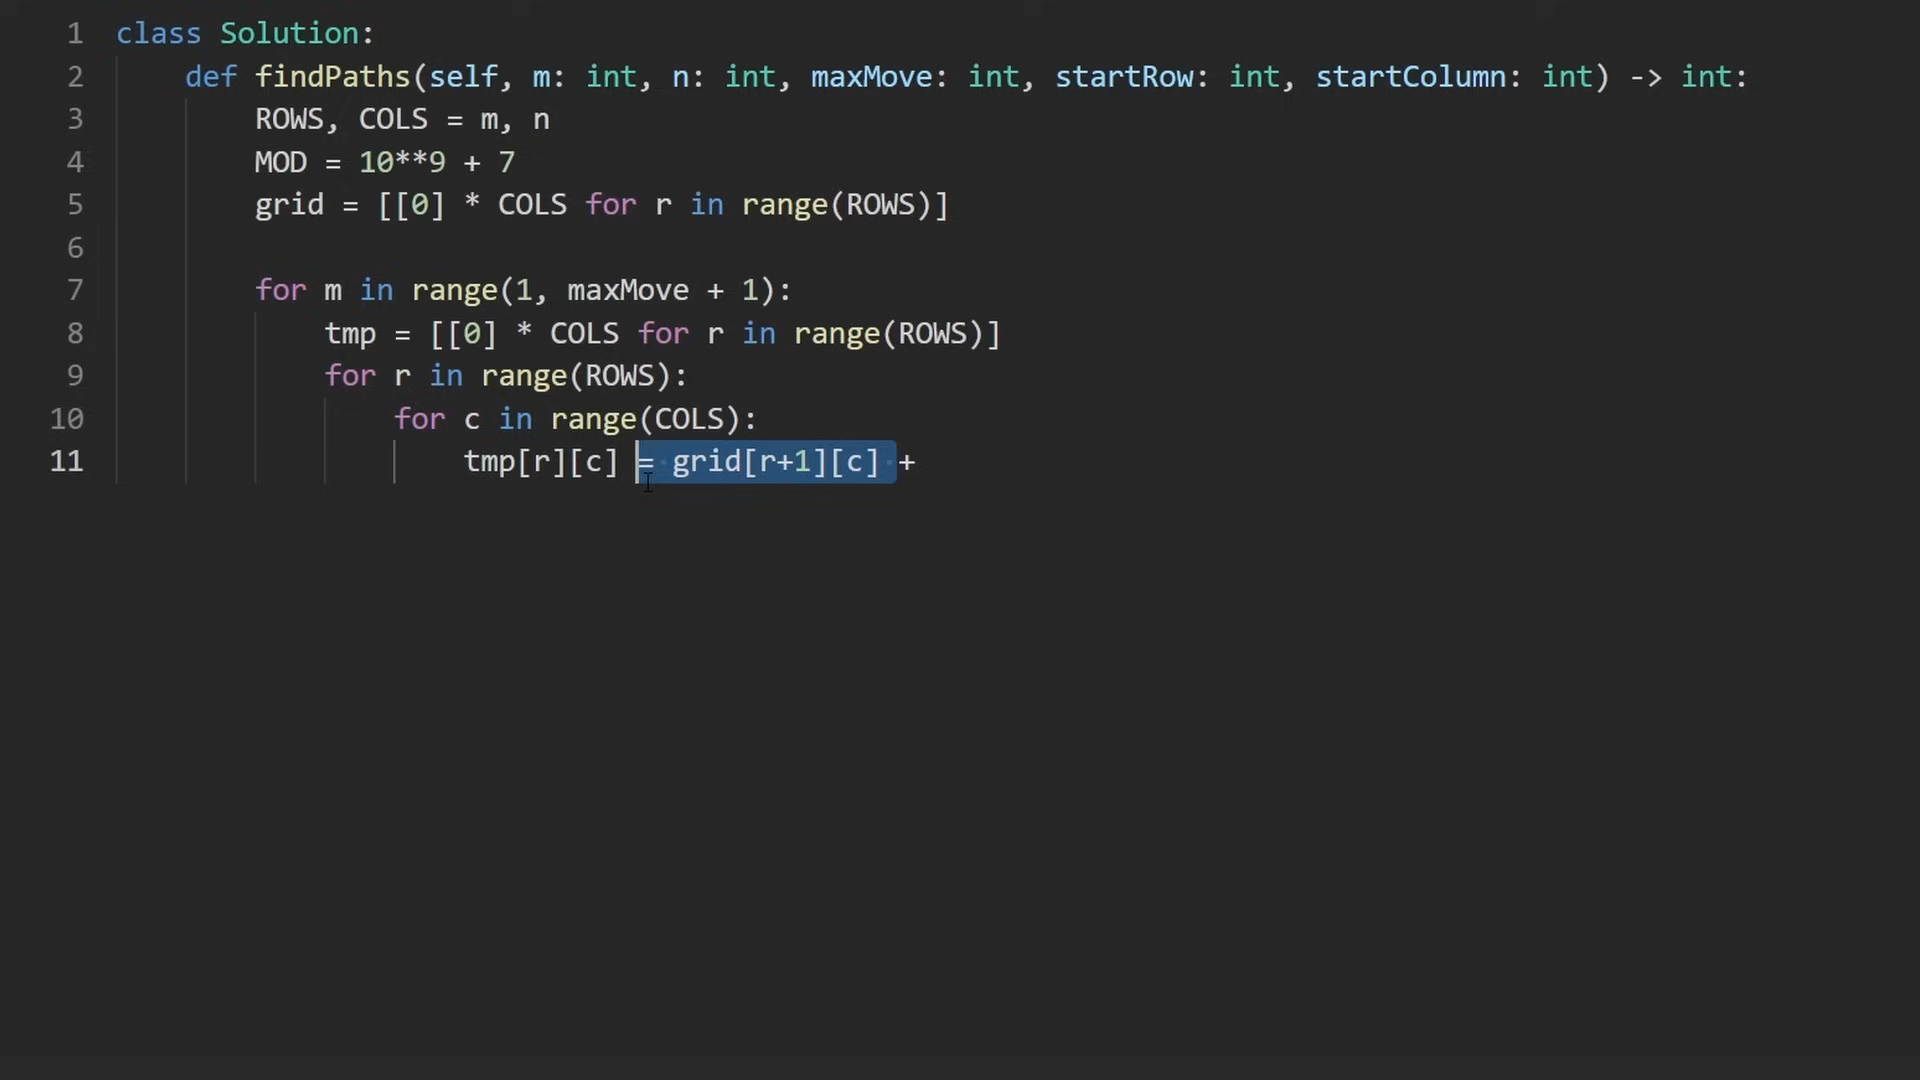 1 class Solution:
2 def findPaths(self, m: int, n: int, maxMove: int, startRow: int, startColumn: int) -> int:
3 ROWS, COLS = m, n
4 MOD = 10**9 + 7
5 grid = [[0] * COLS for r in range(ROWS)]
6
7 for m in range(1, maxMove + 1):
8 tmp = [[0] * COLS for r in range(ROWS)]
9 for r in range(ROWS):
10 for c in range(COLS):
11 tmp[r][c] = grid[r+1][c] +